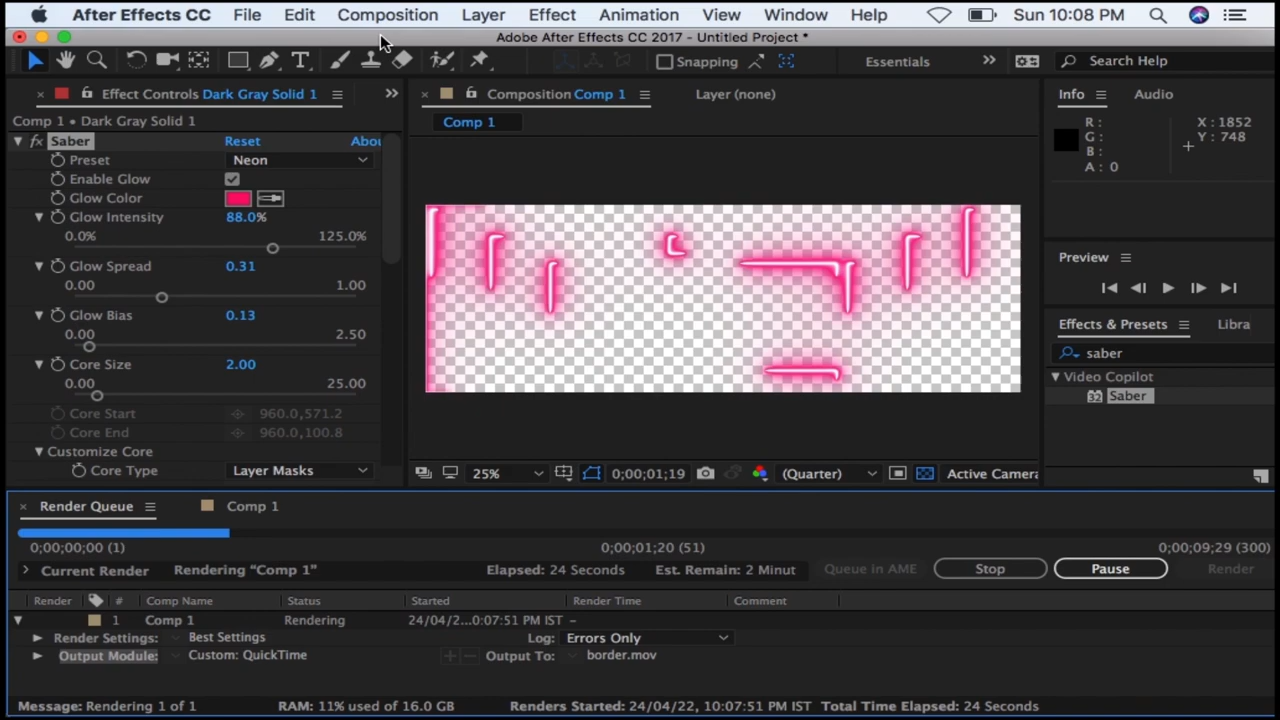 After Effects CC File Edit Composition Layer Effect Animation View Window Help Sun 10:08 PM
Adobe After Effects CC 2017 - Untitled Project *
T Snapping Essentials » Search Help
× Effect Controls Dark Gray Solid 1 »
× Composition Comp 1 Layer (none)
Info Audio
Comp 1 • Dark Gray Solid 1
Comp 1
R :
G :
B :
A : 0
X : 1852
Y : 748
fx Saber Reset Abou
Preset Neon
Enable Glow
Glow Color
Glow Intensity 88.0%
0.0% 125.0%
Glow Spread 0.31
0.00 1.00
Glow Bias 0.13
0.00 2.50
Core Size 2.00
0.00 25.00
Core Start 960.0,571.2
Core End 960.0,100.8
Customize Core
Core Type Layer Masks
25% 0;00;01;19 (Quarter) Active Camera
Preview
Effects & Presets Libra
saber
Video Copilot
32 Saber
× Render Queue Comp 1
0;00;00;00 (1) 0;00;01;20 (51) 0;00;09;29 (300)
Current Render Rendering "Comp 1" Elapsed: 24 Seconds Est. Remain: 2 Minut Queue in AME Stop Pause Render
Render # Comp Name Status Started Render Time Comment
1 Comp 1 Rendering 24/04/2...0:07:51 PM IST –
Render Settings: Best Settings Log: Errors Only
Output Module: Custom: QuickTime + – Output To: border.mov
Message: Rendering 1 of 1 RAM: 11% used of 16.0 GB Renders Started: 24/04/22, 10:07:51 PM IST Total Time Elapsed: 24 Seconds